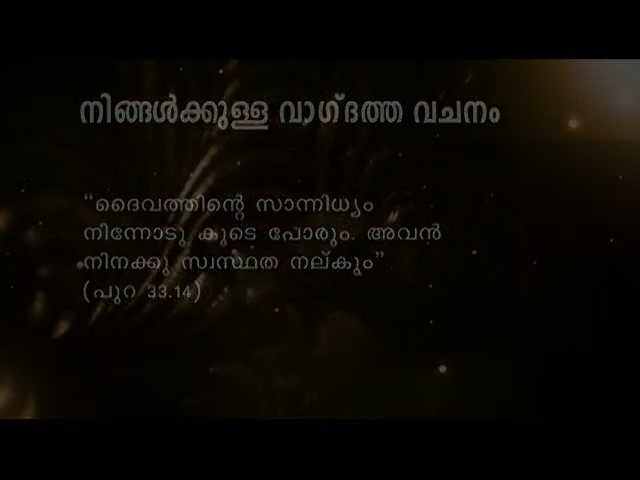 നിങ്ങൾക്കുള്ള വാഗ്ദത്ത വചനം
“ദൈവത്തിന്റെ സാന്നിധ്യം
നിന്നോടു കൂടെ പോരും. അവൻ
നിനക്കു സ്വസ്ഥത നല്കും”
(പുറ 33.14)